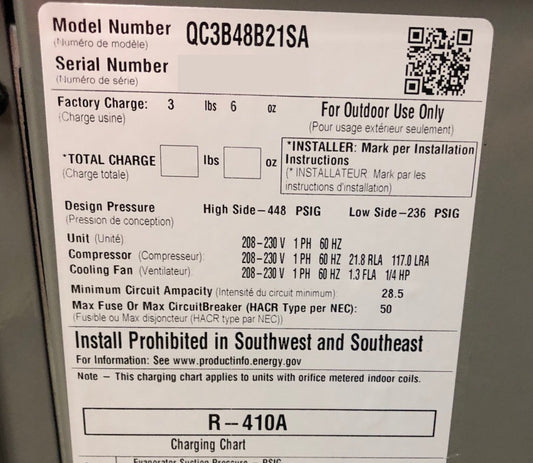 Model Number QC3B48B21SA
(Numéro de modèle)
Serial Number
(Numéro de série)
Factory Charge: 3 lbs 6 oz For Outdoor Use Only
(Charge usine) (Pour usage extérieur seulement)
*INSTALLER: Mark per Installation
*TOTAL CHARGE lbs oz Instructions
(Charge totale) (* INSTALLATEUR Mark par les
instructions d'installation)
Design Pressure High Side-448 PSIG Low Side-236 PSIG
(Pression de conception)
Unit (Unité) 208-230 V 1 PH 60 HZ
Compressor (Compresseur) 208-230 V 1 PH 60 HZ 21.8 RLA 117.0 LRA
Cooling Fan (Ventilateur) 208-230 V 1 PH 60 HZ 1.3 FLA 1/4 HP
Minimum Circuit Ampacity (Intensité du circuit minimum) 28.5
Max Fuse Or Max CircuitBreaker (HACR Type per NEC): 50
(Fusible ou Max disjoncteur (HACR type par NEC))
Install Prohibited in Southwest and Southeast
For Information: See www.productinfo.energy.gov
Note - This charging chart applies to units with orifice metered indoor coils.
R-410A
Charging Chart
Evaporator Suction Pressure - PSIG